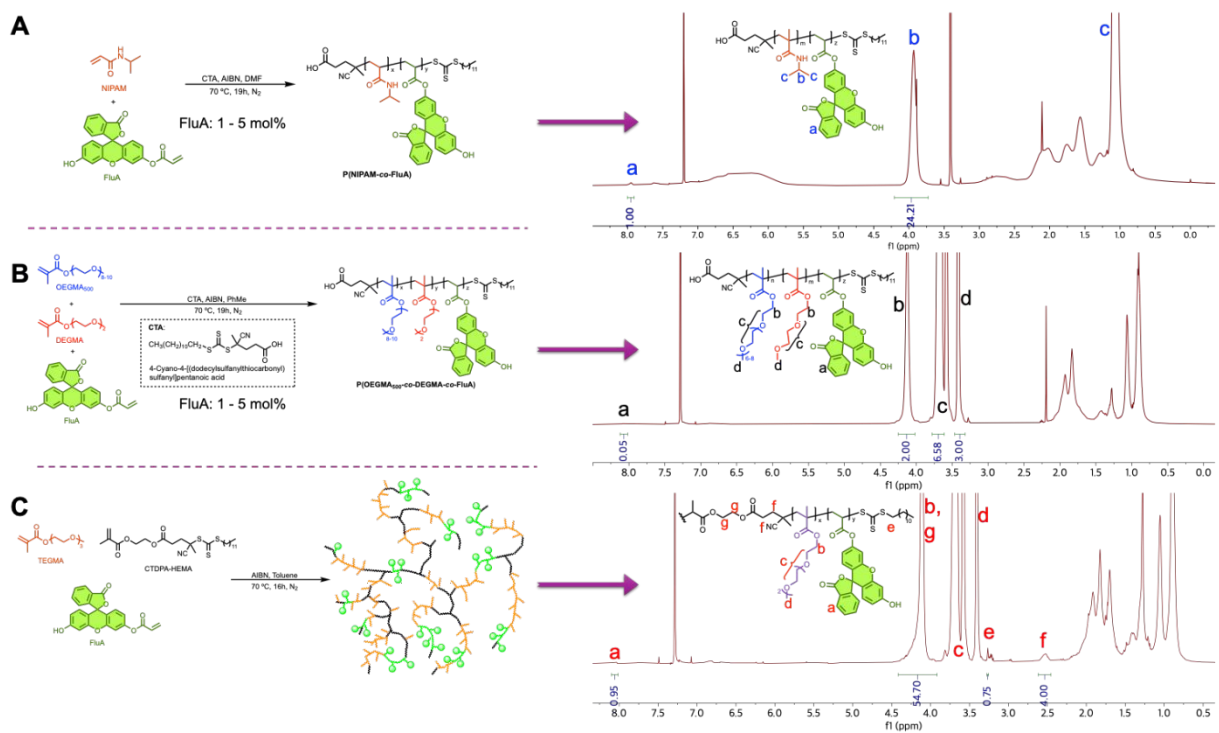 A
NIPAM
+
FluA
CTA, AIBN, DMF
70 ºC, 19h, N₂
FluA: 1 - 5 mol%
P(NIPAM-co-FluA)
a
b
c
1.00
24.21
8.0 7.5 7.0 6.5 6.0 5.5 5.0 4.5 4.0 3.5 3.0 2.5 2.0 1.5 1.0 0.5 0.0
f1 (ppm)
B
OEGMA₅₀₀
+
DEGMA
+
FluA
CTA, AIBN, PhMe
70 ºC, 19h, N₂
CTA:
CH₃(CH₂)₁₀CH₂
4-Cyano-4-[(dodecylsulfanylthiocarbonyl)
sulfanyl]pentanoic acid
FluA: 1 - 5 mol%
P(OEGMA₅₀₀-co-DEGMA-co-FluA)
a
b
c
d
0.05
2.00
6.58
3.00
8.0 7.5 7.0 6.5 6.0 5.5 5.0 4.5 4.0 3.5 3.0 2.5 2.0 1.5 1.0 0.5
f1 (ppm)
C
TEGMA
CTDPA-HEMA
FluA
AIBN, Toluene
70 ºC, 16h, N₂
a
b, g
c
d
e
f
0.95
54.70
0.75
4.00
8.0 7.5 7.0 6.5 6.0 5.5 5.0 4.5 4.0 3.5 3.0 2.5 2.0 1.5 1.0 0.5
f1 (ppm)